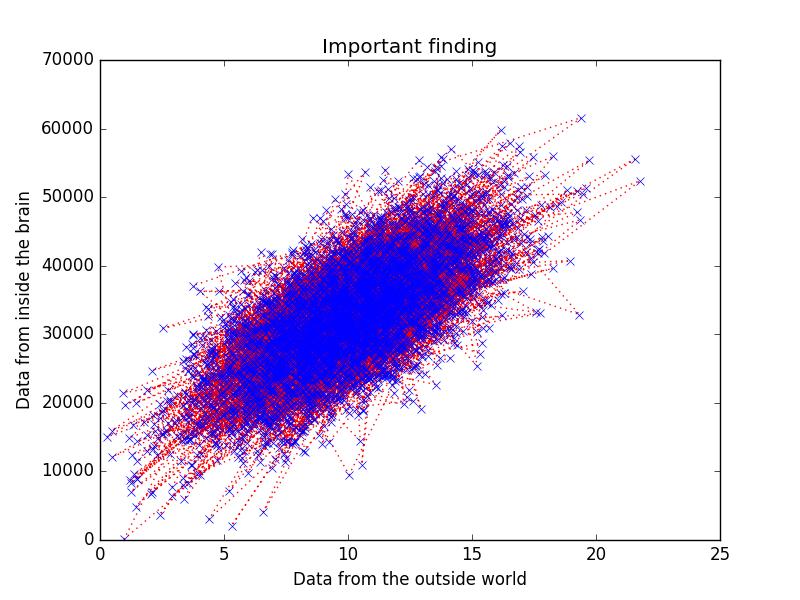 Important finding
70000
60000
50000
40000
30000
20000
10000
0
Data from inside the brain
0 5 10 15 20 25
Data from the outside world